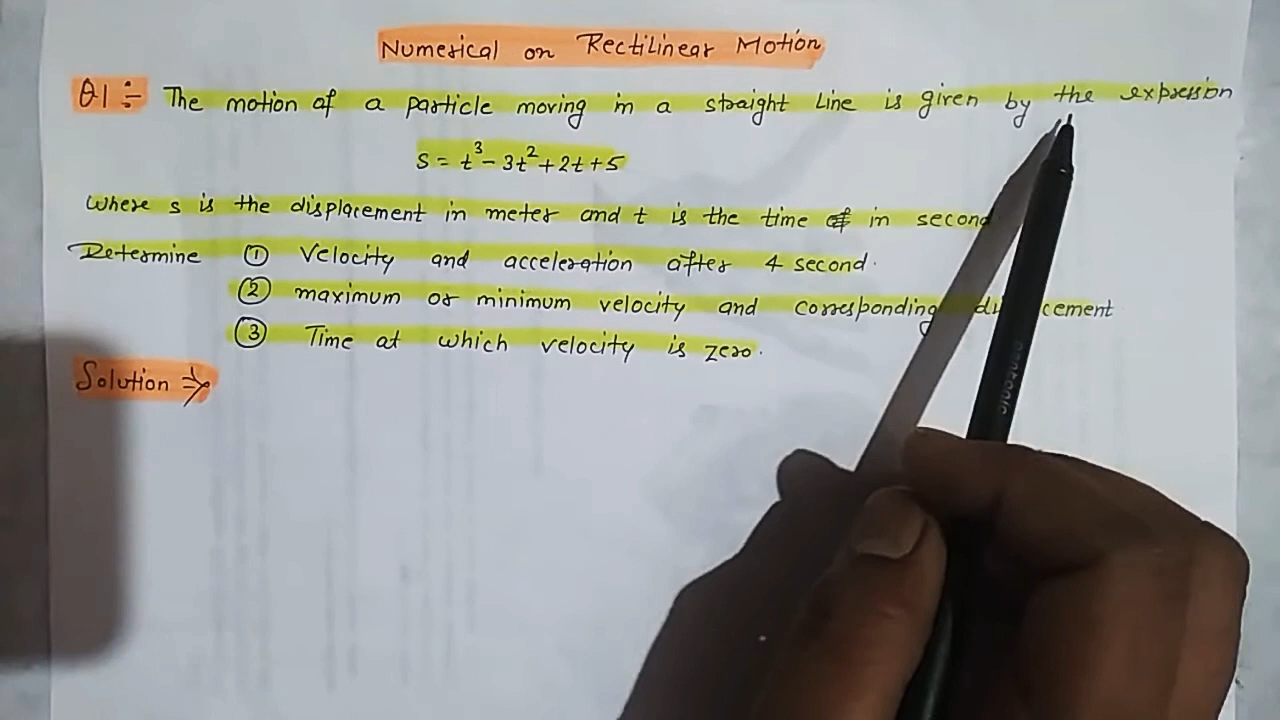 Numerical on Rectilinear Motion
Q1:- The motion of a particle moving in a straight line is given by the expression
s = t³ - 3t² + 2t + 5
where s is the displacement in meter and t is the time of in second
Determine ① Velocity and acceleration after 4 second.
② maximum or minimum velocity and corresponding cement
③ Time at which velocity is zero.
Solution ⇒